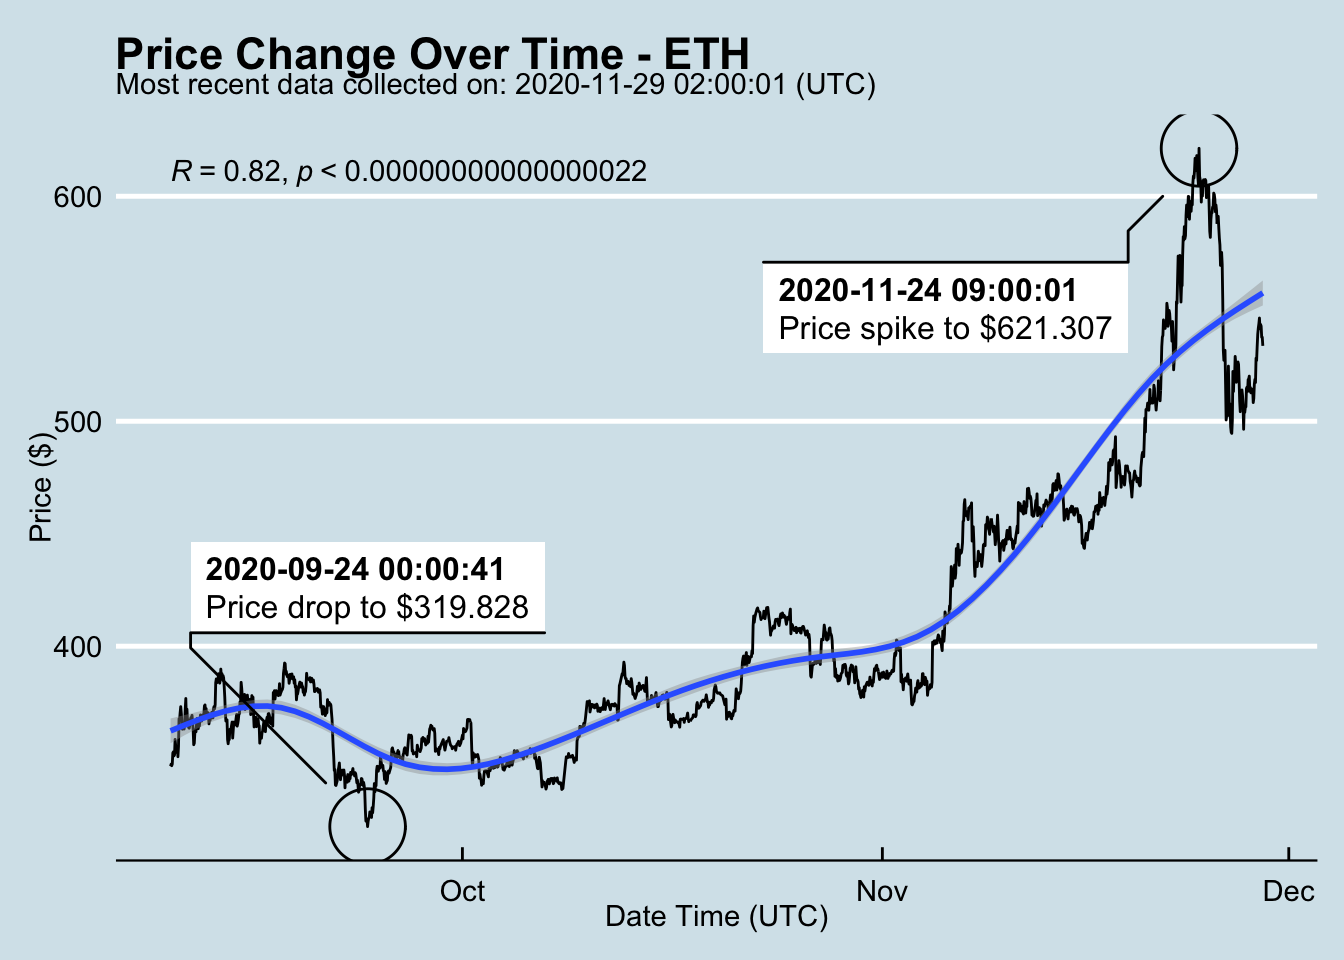 Price Change Over Time - ETH
Most recent data collected on: 2020-11-29 02:00:01 (UTC)
R = 0.82, p < 0.00000000000000022
600
2020-11-24 09:00:01
Price spike to $621.307
500
Price ($)
2020-09-24 00:00:41
Price drop to $319.828
400
Oct
Nov
Dec
Date Time (UTC)